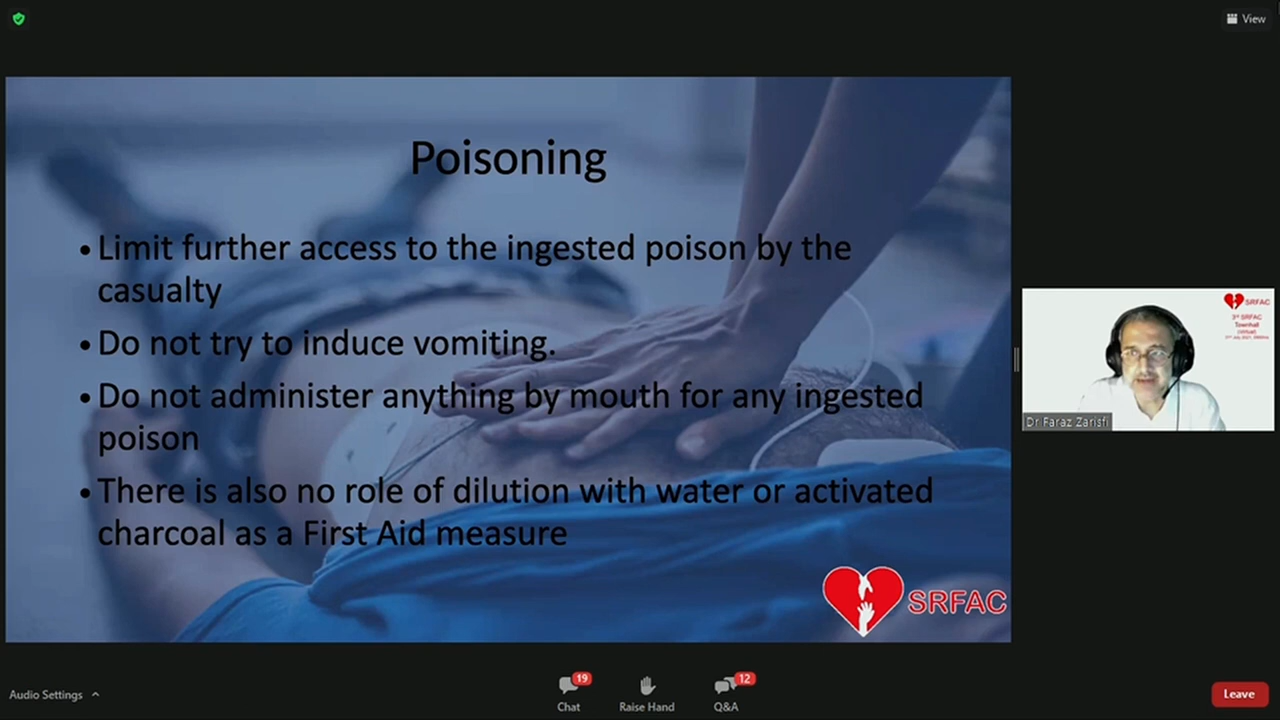 View
Poisoning
• Limit further access to the ingested poison by the
casualty
• Do not try to induce vomiting.
• Do not administer anything by mouth for any ingested
poison
• There is also no role of dilution with water or activated
charcoal as a First Aid measure
SRFAC
SRFAC
3rd SRFAC
Townhall
Dr Faraz Zarisfi
Audio Settings
19
Chat
Raise Hand
12
Q&A
Leave